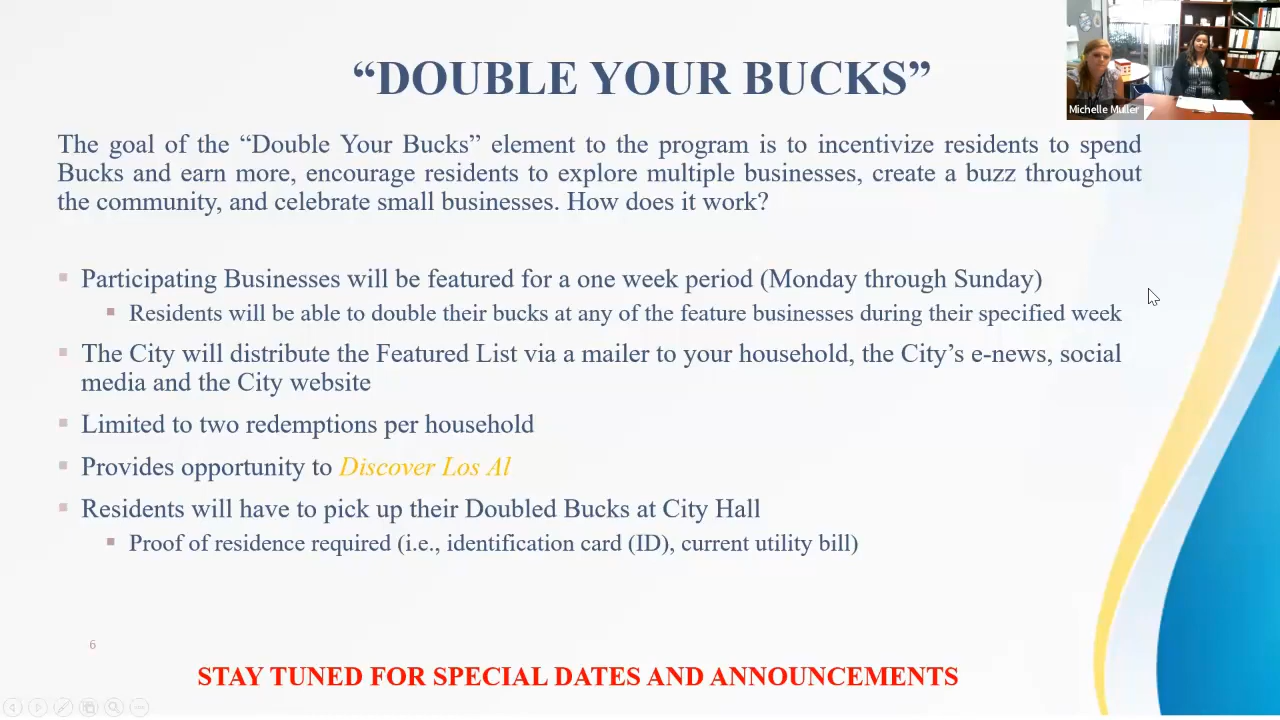 “DOUBLE YOUR BUCKS”
Michelle Muller
The goal of the “Double Your Bucks” element to the program is to incentivize residents to spend
Bucks and earn more, encourage residents to explore multiple businesses, create a buzz throughout
the community, and celebrate small businesses. How does it work?
Participating Businesses will be featured for a one week period (Monday through Sunday)
Residents will be able to double their bucks at any of the feature businesses during their specified week
The City will distribute the Featured List via a mailer to your household, the City’s e-news, social
media and the City website
Limited to two redemptions per household
Provides opportunity to Discover Los Al
Residents will have to pick up their Doubled Bucks at City Hall
Proof of residence required (i.e., identification card (ID), current utility bill)
6
STAY TUNED FOR SPECIAL DATES AND ANNOUNCEMENTS